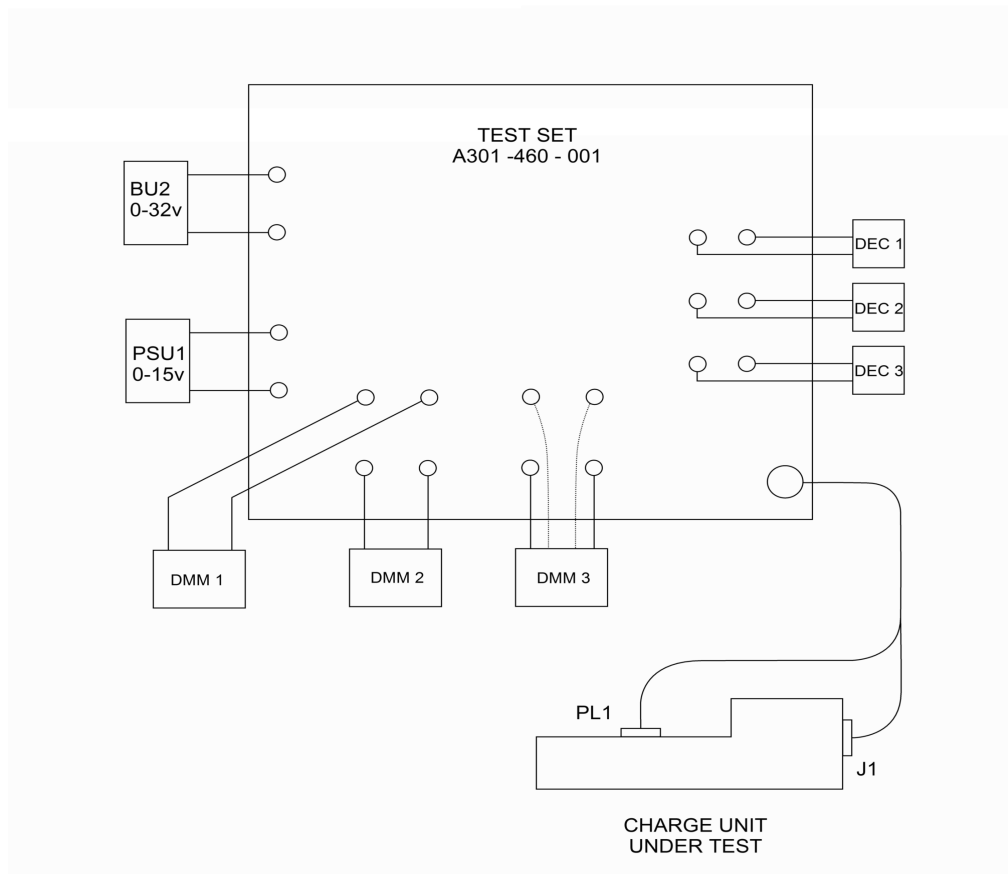 TEST SET
A301 -460 - 001
BU2
0-32v
DEC 1
DEC 2
PSU1
0-15v
DEC 3
DMM 1
DMM 2
DMM 3
PL1
J1
CHARGE UNIT
UNDER TEST